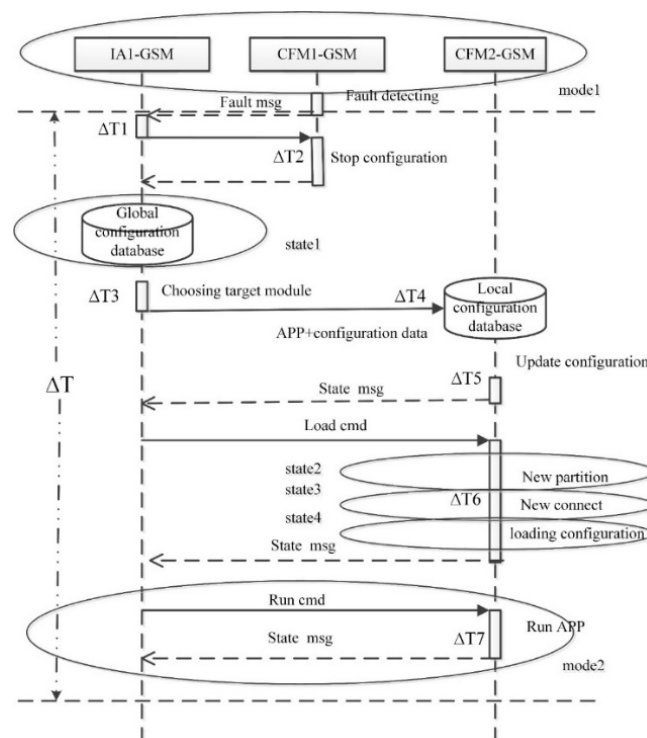 IA1-GSM
CFM1-GSM
CFM2-GSM
mode1
Fault msg
Fault detecting
ΔT1
ΔT2
Stop configuration
Global
configuration
database
state1
ΔT3
Choosing target module
ΔT4
Local
configuration
database
APP+configuration data
Update configuration
ΔT
State msg
ΔT5
Load cmd
state2
New partition
state3
ΔT6
New connect
state4
loading configuration
State msg
Run cmd
Run APP
State msg
ΔT7
mode2